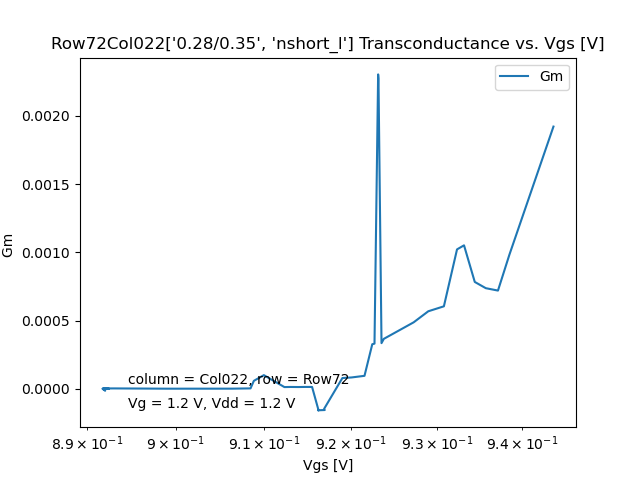 Row72Col022['0.28/0.35', 'nshort_l'] Transconductance vs. Vgs [V]
Gm
0.0020
0.0015
0.0010
0.0005
0.0000
Gm
column = Col022, row = Row72
Vg = 1.2 V, Vdd = 1.2 V
8.9 × 10⁻¹
9 × 10⁻¹
9.1 × 10⁻¹
9.2 × 10⁻¹
9.3 × 10⁻¹
9.4 × 10⁻¹
Vgs [V]